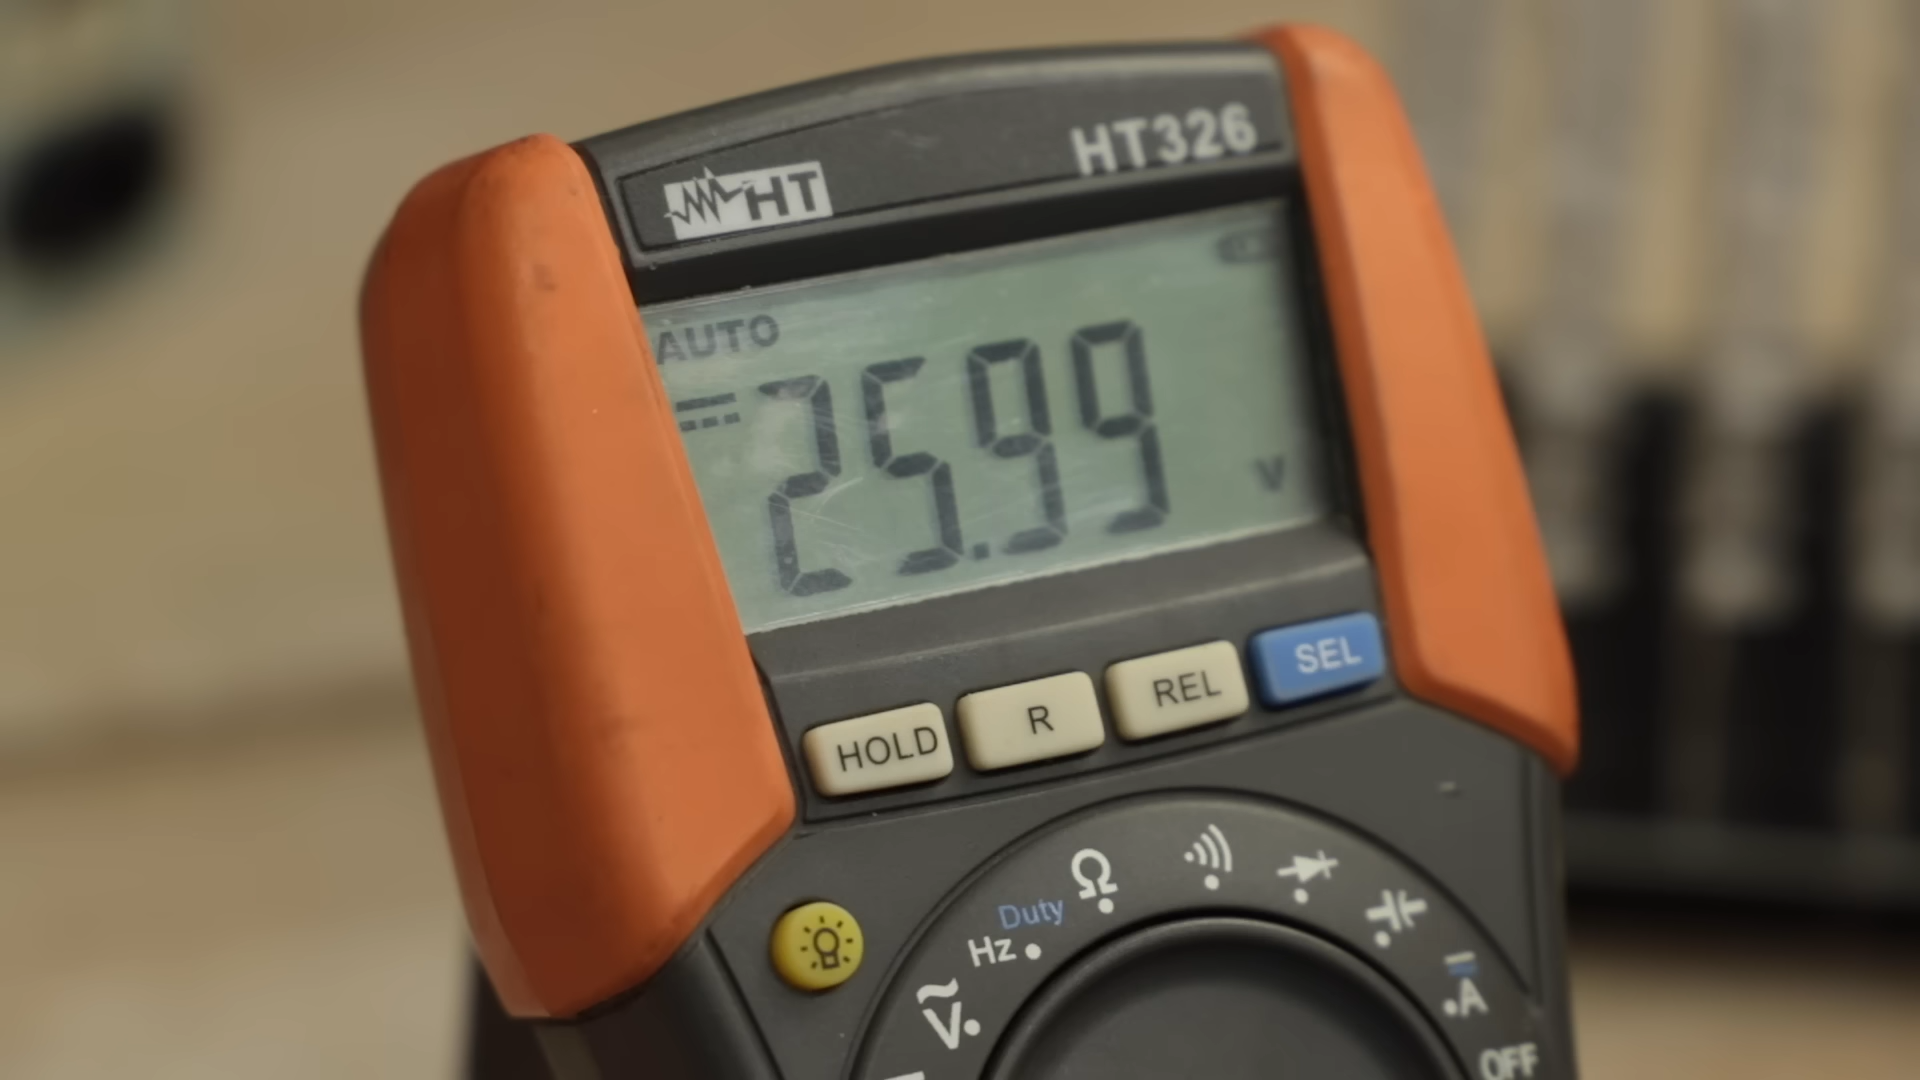 HT
HT326
AUTO
25.99
V
HOLD
R
REL
SEL
Ω
Duty
Hz
V
A
OFF